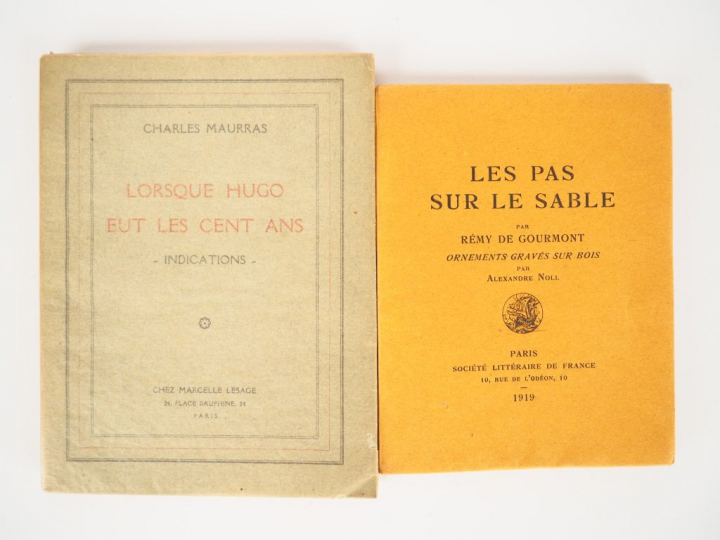 CHARLES MAURRAS
LORSQUE HUGO
EUT LES CENT ANS
- INDICATIONS -
CHEZ MARCELLE LESAGE
24, PLACE DAUPHINE, 24
PARIS
LES PAS
SUR LE SABLE
PAR
RÉMY DE GOURMONT
ORNEMENTS GRAVÉS SUR BOIS
PAR
ALEXANDRE NOLL
PARIS
SOCIÉTÉ LITTÉRAIRE DE FRANCE
10, RUE DE L'ODÉON, 10
1919